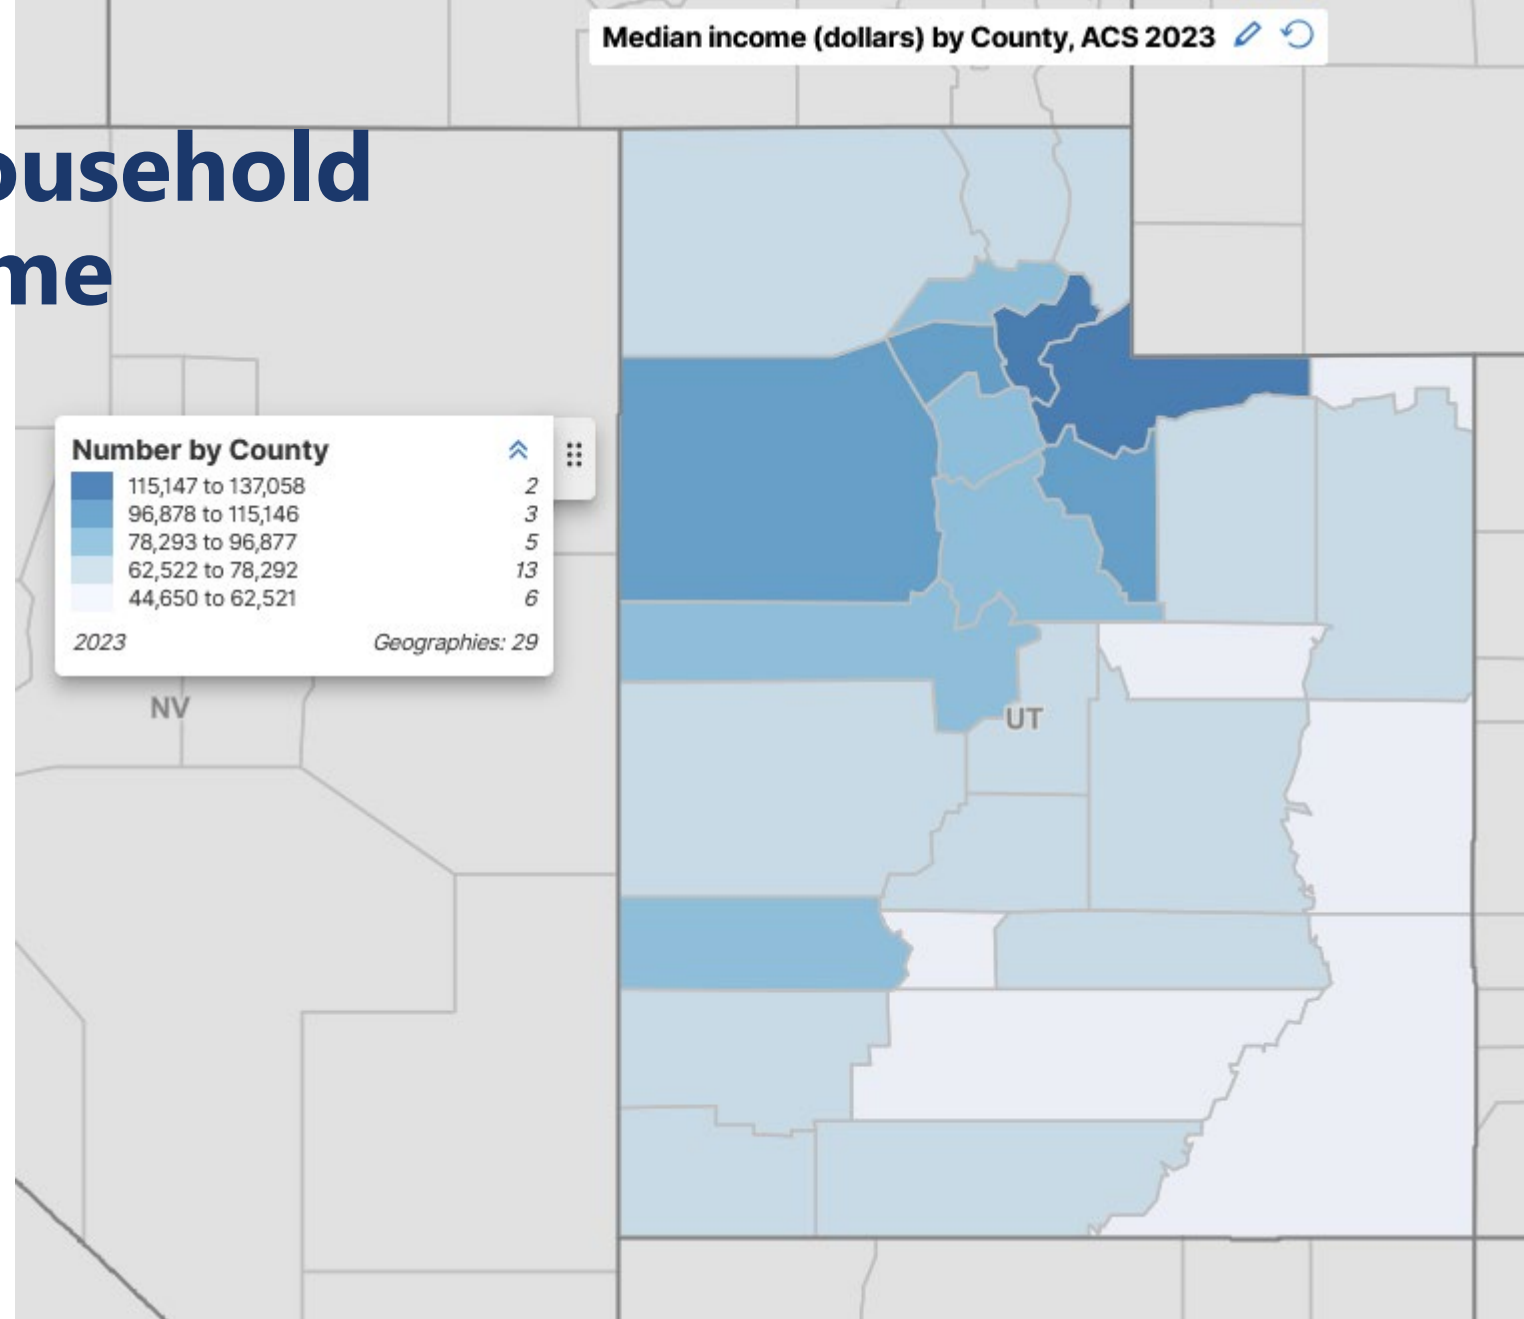 Median income (dollars) by County, ACS 2023
ousehold
me
Number by County
115,147 to 137,058 2
96,878 to 115,146 3
78,293 to 96,877 5
62,522 to 78,292 13
44,650 to 62,521 6
2023 Geographies: 29
NV
UT